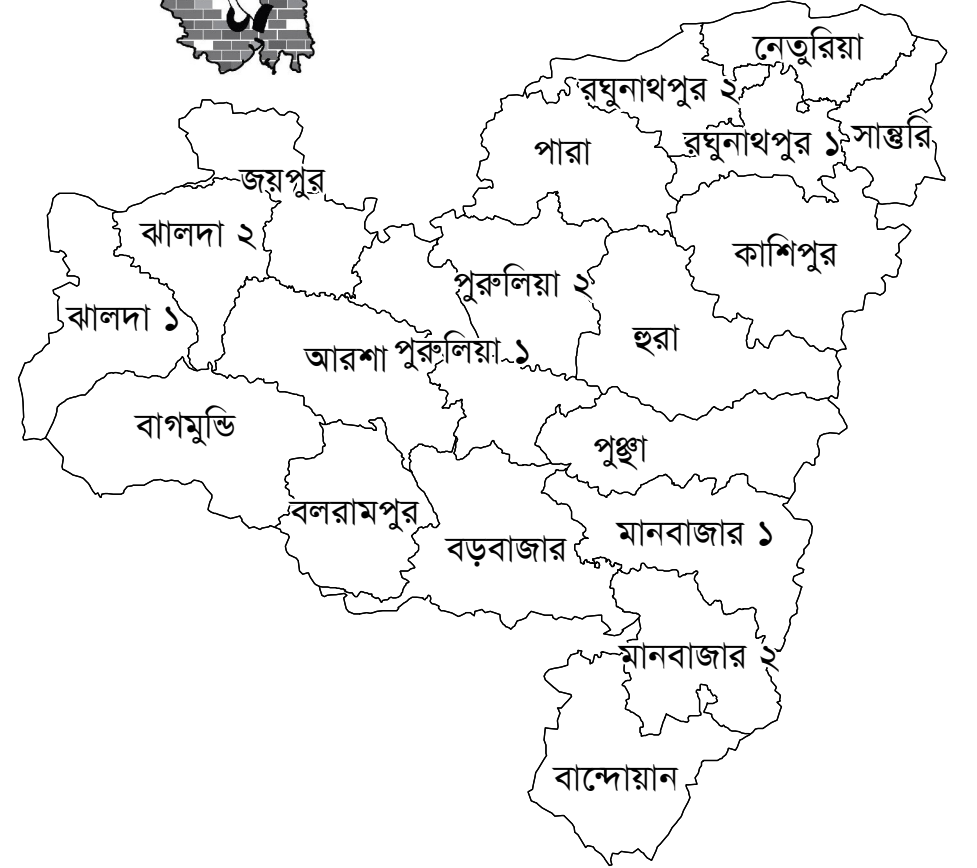 নেতুরিয়া
রঘুনাথপুর ২
রঘুনাথপুর ১
সান্তুরি
পারা
জয়পুর
ঝালদা ২
কাশিপুর
পুরুলিয়া ২
ঝালদা ১
হুরা
আরশা
পুরুলিয়া ১
বাগমুন্ডি
পুঞ্ছা
বলরামপুর
মানবাজার ১
বড়বাজার
মানবাজার ২
বান্দোয়ান